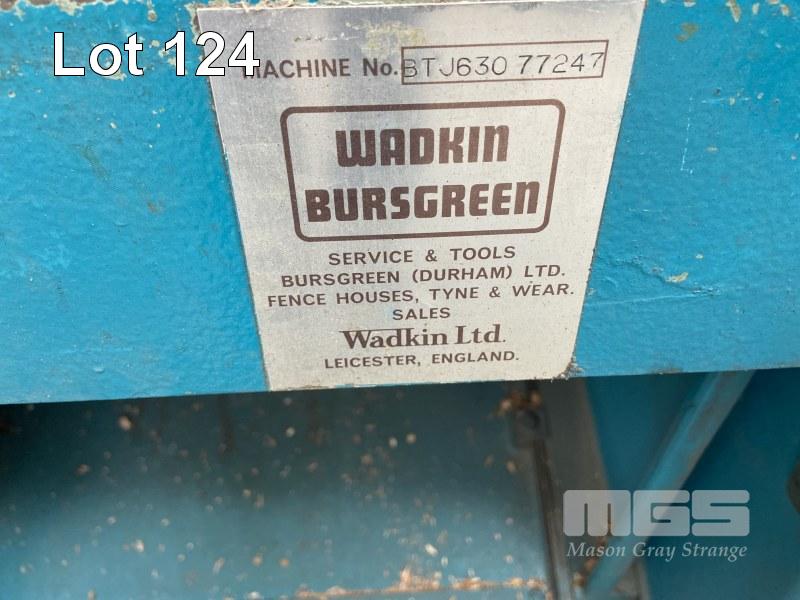 Lot 124
MACHINE No. BTJ630 77247
WADKIN
BURSGREEN
SERVICE & TOOLS
BURSGREEN (DURHAM) LTD.
FENCE HOUSES, TYNE & WEAR.
SALES
Wadkin Ltd.
LEICESTER, ENGLAND.
MGS
Mason Gray Strange